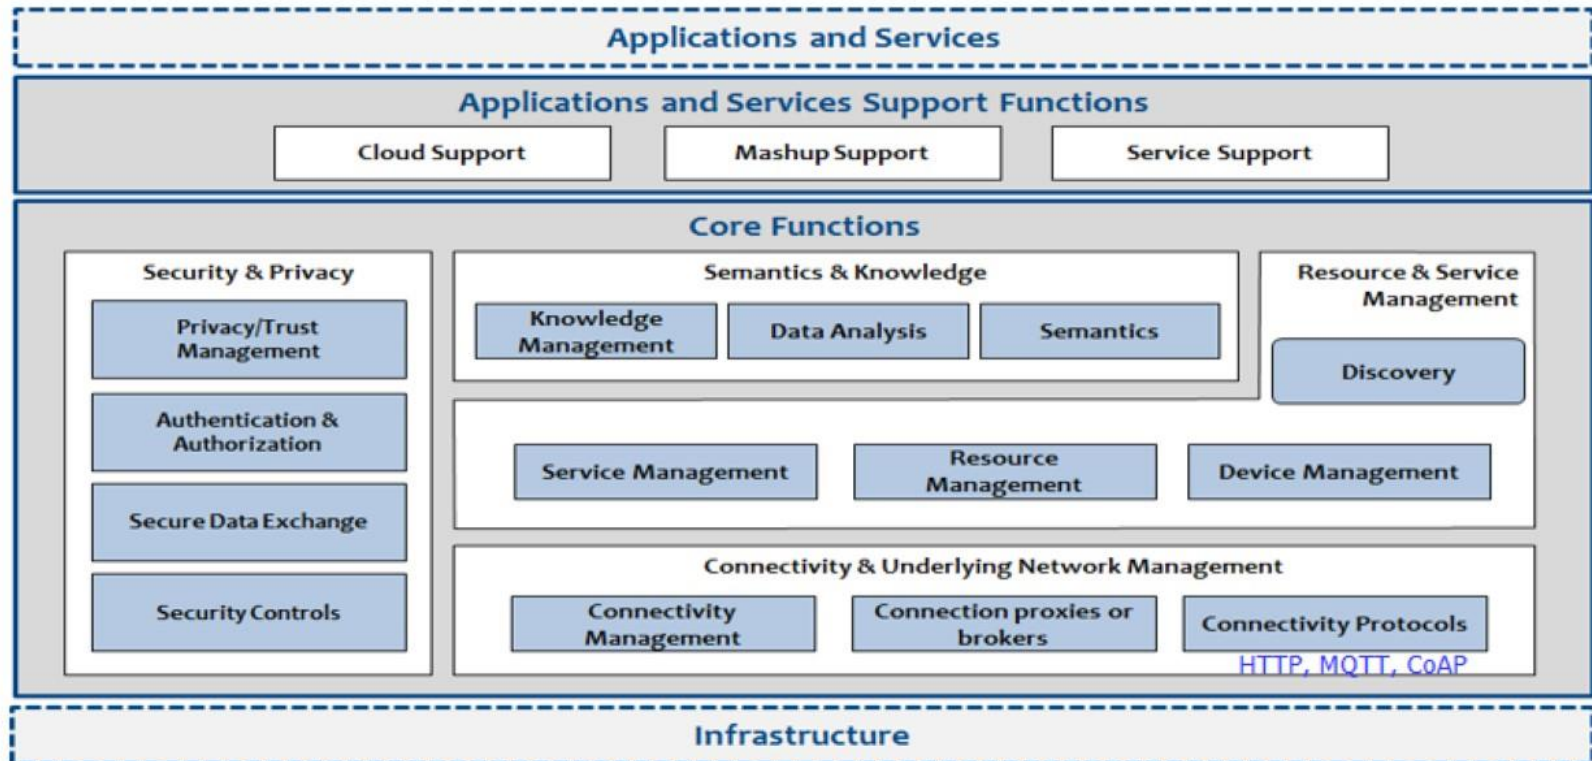 Applications and Services
Applications and Services Support Functions
Cloud Support
Mashup Support
Service Support
Core Functions
Security & Privacy
Privacy/Trust
Management
Authentication &
Authorization
Secure Data Exchange
Security Controls
Semantics & Knowledge
Knowledge
Management
Data Analysis
Semantics
Resource & Service
Management
Discovery
Service Management
Resource
Management
Device Management
Connectivity & Underlying Network Management
Connectivity
Management
Connection proxies or
brokers
Connectivity Protocols
HTTP, MQTT, CoAP
Infrastructure